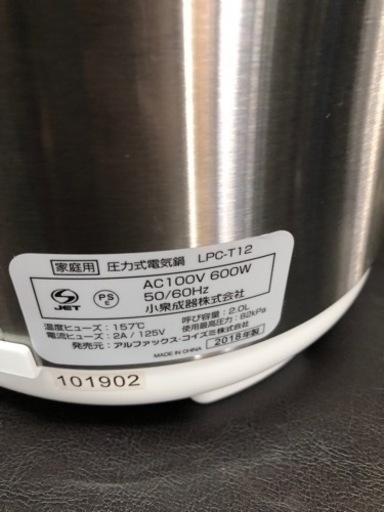 家庭用 圧力式電気鍋 LPC-T12
AC100V 600W
50/60Hz
小泉成器株式会社
S JET
PS E
温度ヒューズ：157℃ 呼び容量：2.0L
電流ヒューズ：2A / 125V 使用最高圧力：82kPa
発売元：アルファックス・コイズミ株式会社
MADE IN CHINA 2018年製
101902